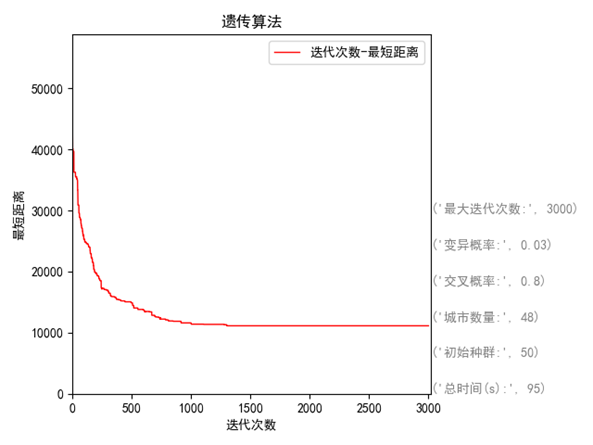 遗传算法
迭代次数-最短距离
50000
40000
30000
20000
10000
0
最短距离
0 500 1000 1500 2000 2500 3000
迭代次数
('最大迭代次数:', 3000)
('变异概率:', 0.03)
('交叉概率:', 0.8)
('城市数量:', 48)
('初始种群:', 50)
('总时间(s):', 95)